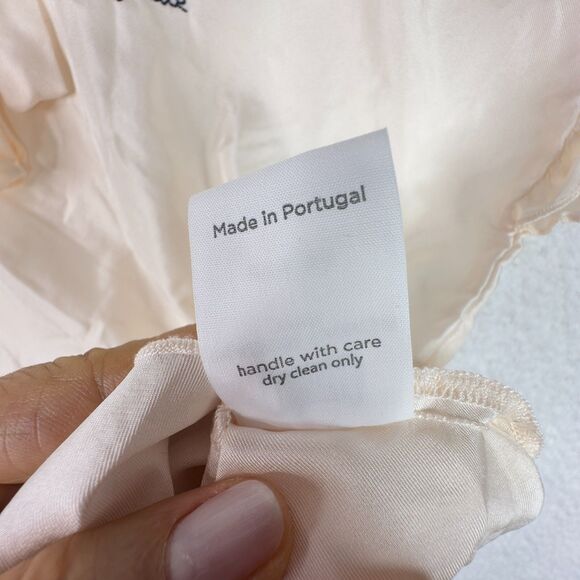 Made in Portugal
handle with care
dry clean only